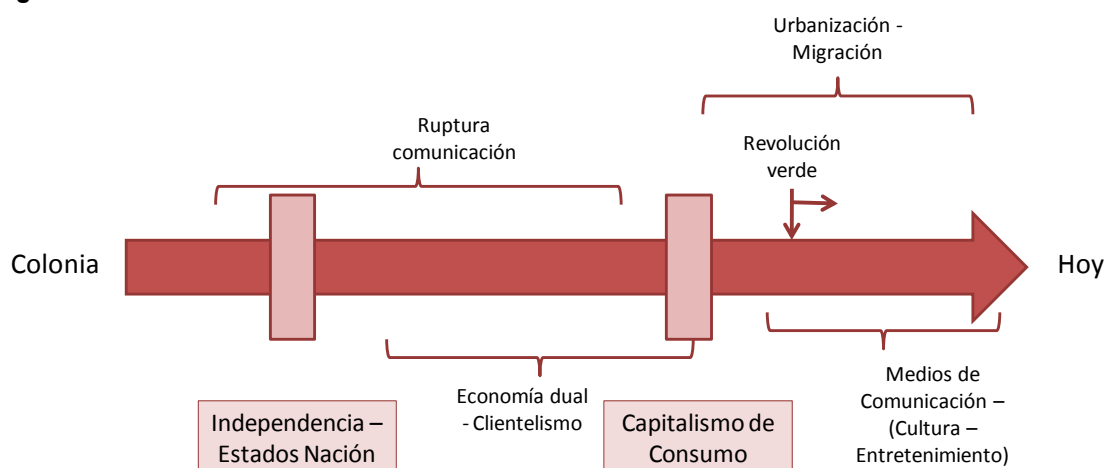 Urbanización -
Migración
Ruptura
comunicación
Revolución
verde
Colonia
Hoy
Economía dual
- Clientelismo
Medios de
Comunicación –
(Cultura –
Entretenimiento)
Independencia –
Estados Nación
Capitalismo de
Consumo